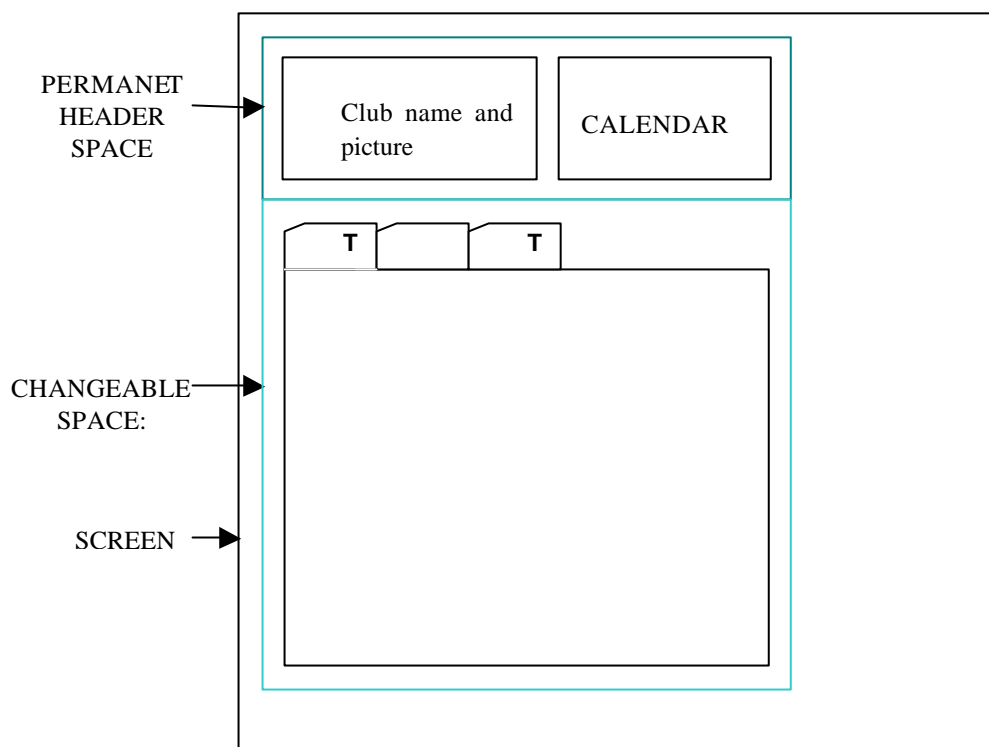 PERMANET
HEADER
SPACE
Club name and
picture
CALENDAR
T
T
CHANGEABLE
SPACE:
SCREEN